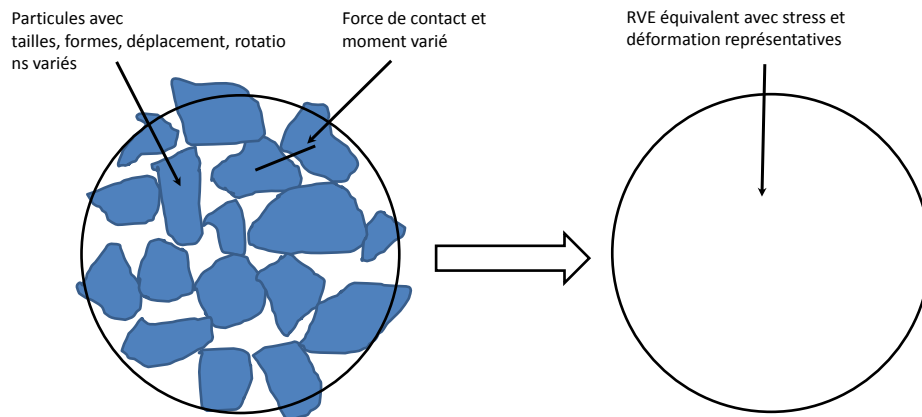 Particules avec
tailles, formes, déplacement, rotatio
ns variés
Force de contact et
moment varié
RVE équivalent avec stress et
déformation représentatives